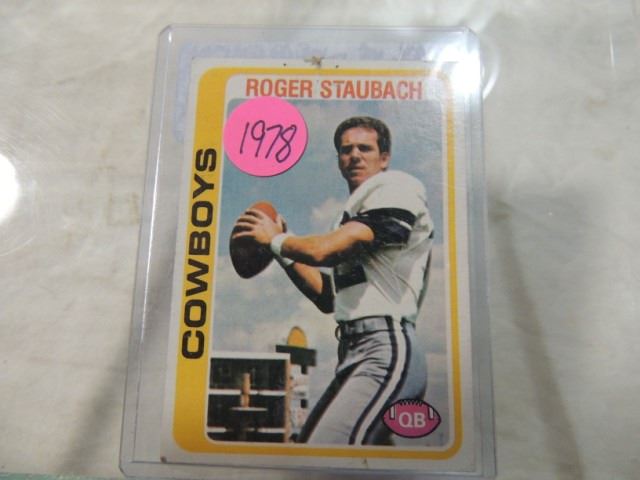 ROGER STAUBACH
1978
COWBOYS
QB